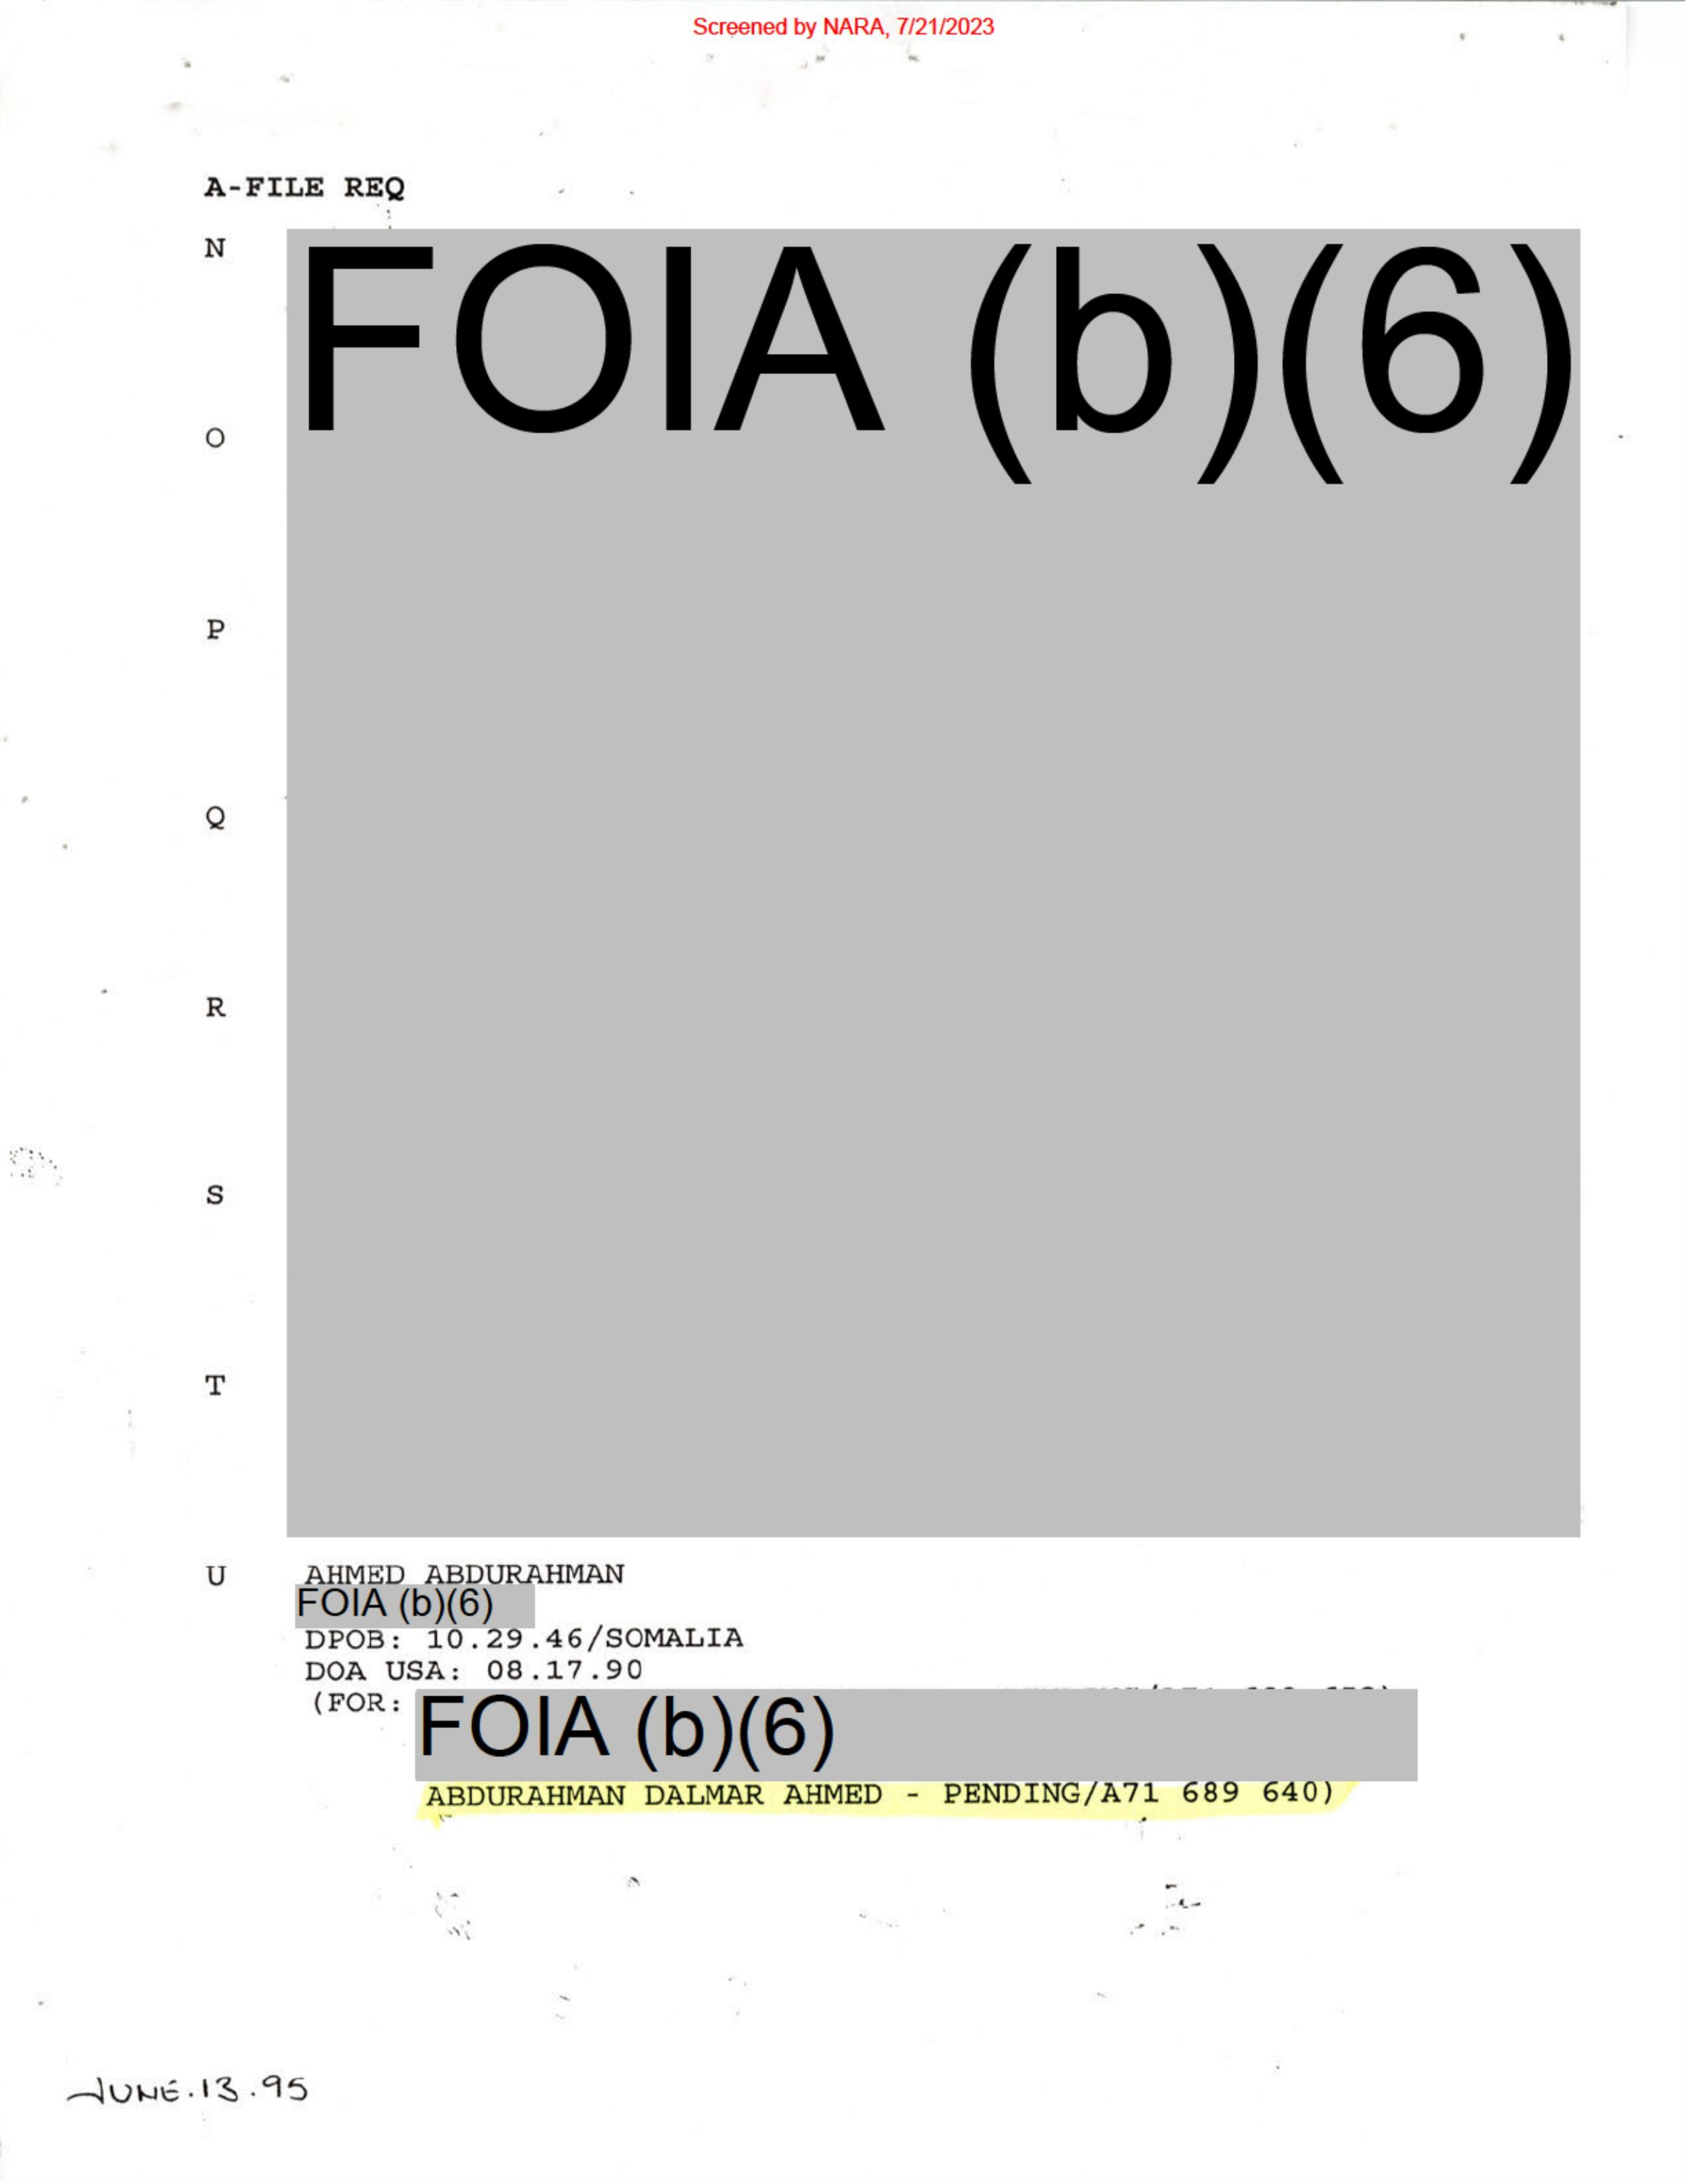 Screened by NARA, 7/21/2023
A-FILE REQ
N
FOIA (b)(6)
O
P
Q
R
S
T
U AHMED ABDURAHMAN
FOIA (b)(6)
DPOB: 10.29.46/SOMALIA
DOA USA: 08.17.90
(FOR:
FOIA (b)(6)
ABDURAHMAN DALMAR AHMED - PENDING/A71 689 640)
JUNE.13.95